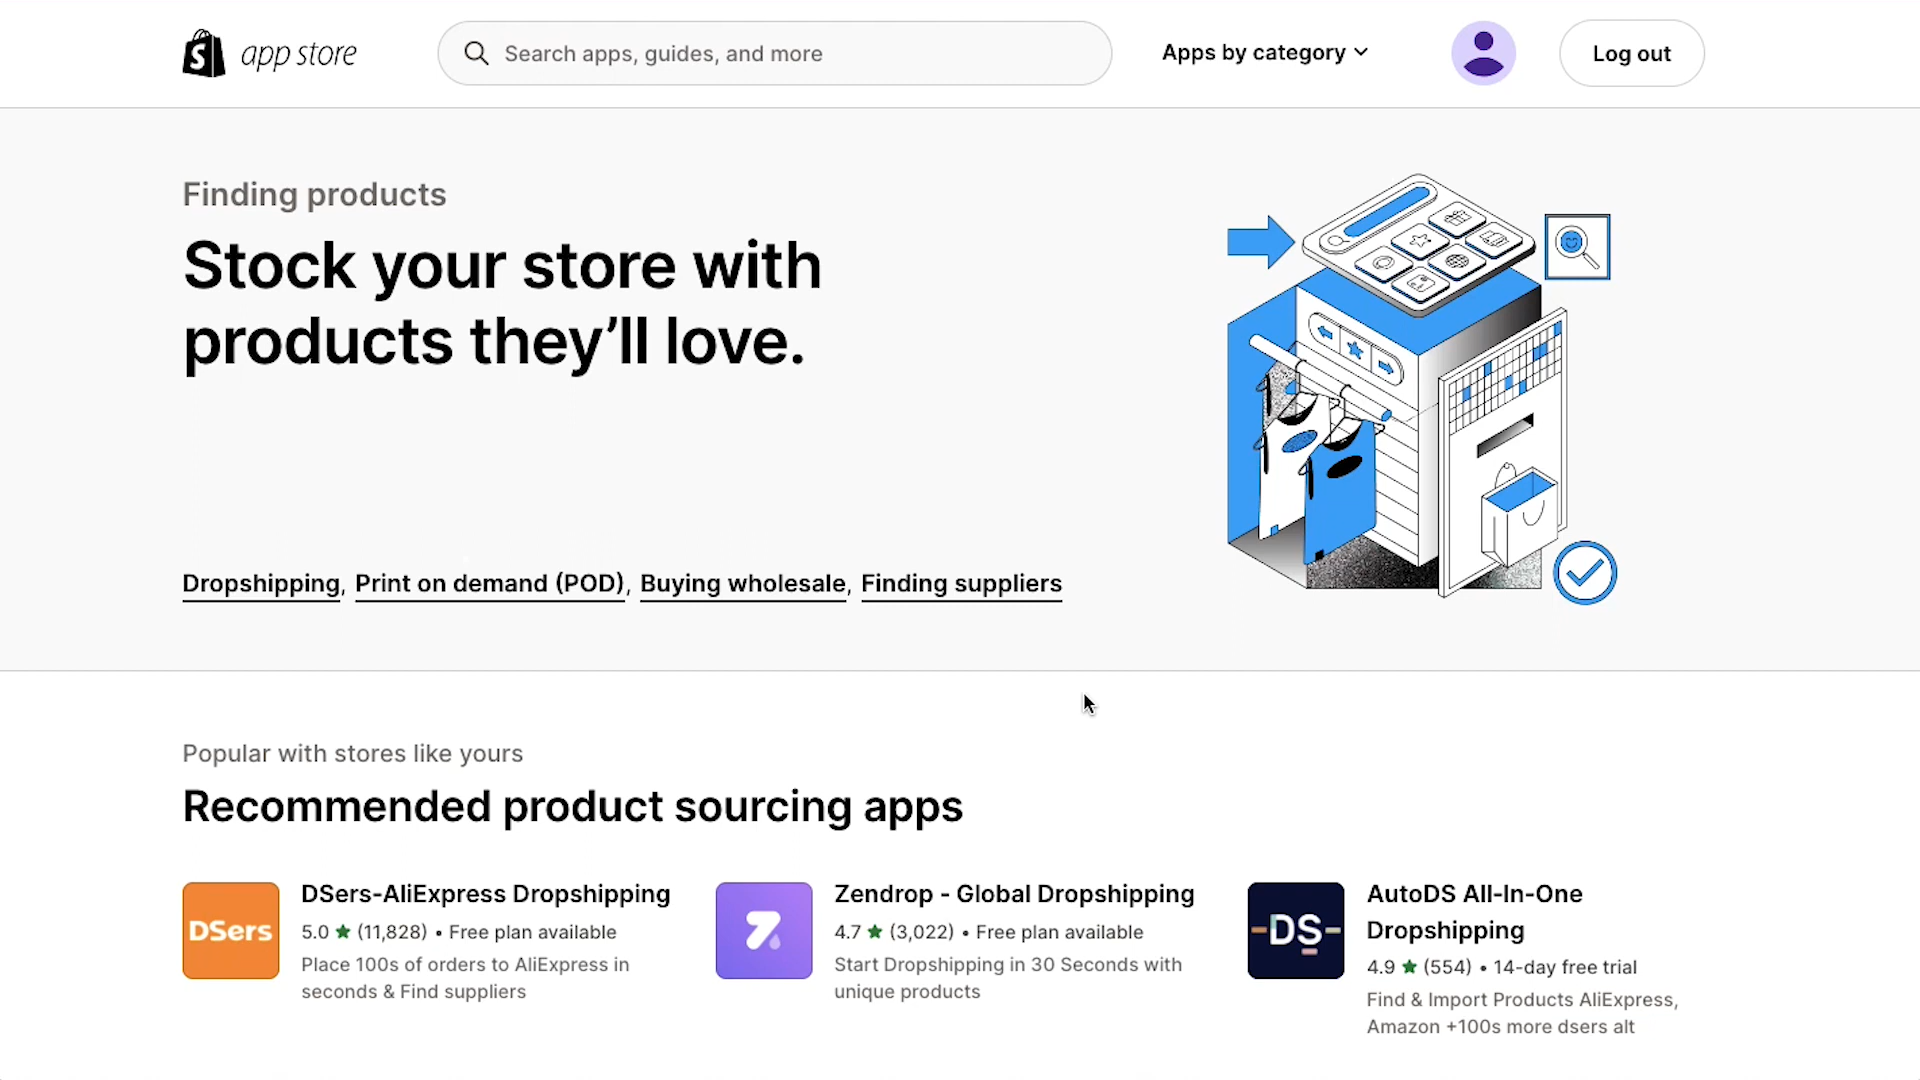 app store
Search apps, guides, and more
Apps by category
Log out
Finding products
Stock your store with
products they’ll love.
Dropshipping, Print on demand (POD), Buying wholesale, Finding suppliers
Popular with stores like yours
Recommended product sourcing apps
DSers
DSers-AliExpress Dropshipping
5.0 ★ (11,828) • Free plan available
Place 100s of orders to AliExpress in
seconds & Find suppliers
Zendrop - Global Dropshipping
4.7 ★ (3,022) • Free plan available
Start Dropshipping in 30 Seconds with
unique products
DS
AutoDS All-In-One
Dropshipping
4.9 ★ (554) • 14-day free trial
Find & Import Products AliExpress,
Amazon +100s more dsers alt